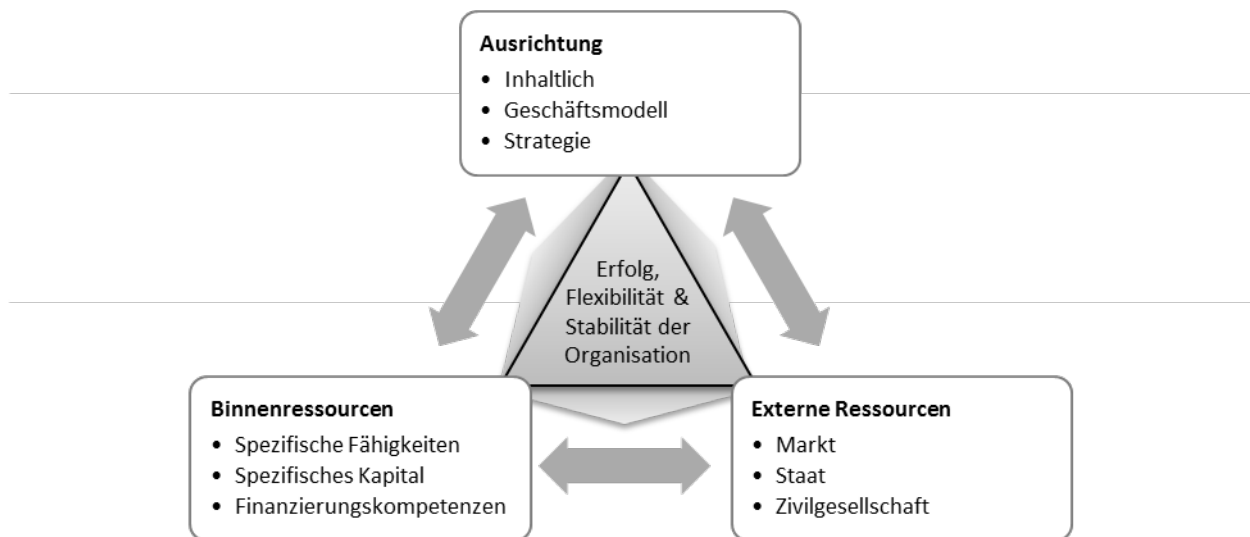 Ausrichtung
• Inhaltlich
• Geschäftsmodell
• Strategie
Erfolg,
Flexibilität &
Stabilität der
Organisation
Binnenressourcen
• Spezifische Fähigkeiten
• Spezifisches Kapital
• Finanzierungskompetenzen
Externe Ressourcen
• Markt
• Staat
• Zivilgesellschaft